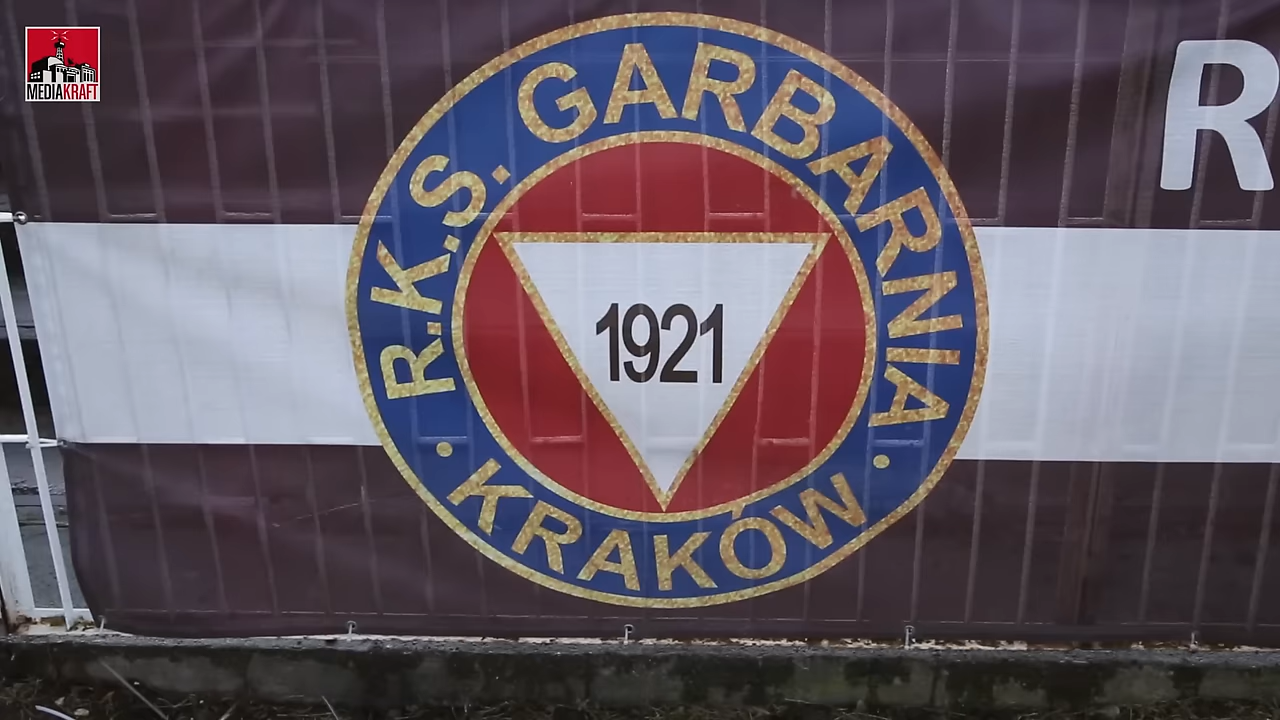 MEDIAKRAFT
R.K.S. GARBARNIA
1921
• KRAKÓW •
R